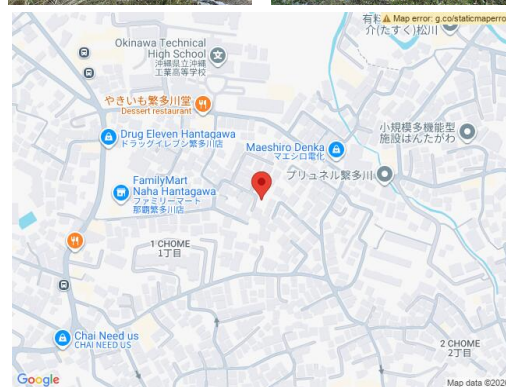 有料
介(たすく)松川
Map error: g.co/staticmaperro
Okinawa Technical
High School
沖縄県立沖縄
工業高等学校
やきいも繁多川堂
Dessert restaurant
Drug Eleven Hantagawa
ドラッグイレブン繁多川店
Maeshiro Denka
マエシロ電化
小規模多機能型
施設はんたがわ
プリュネル繁多川
FamilyMart
Naha Hantagawa
ファミリーマート
那覇繁多川店
1 CHOME
1丁目
Chai Need us
CHAI NEED US
2 CHOME
2丁目
Google
Map data ©2026